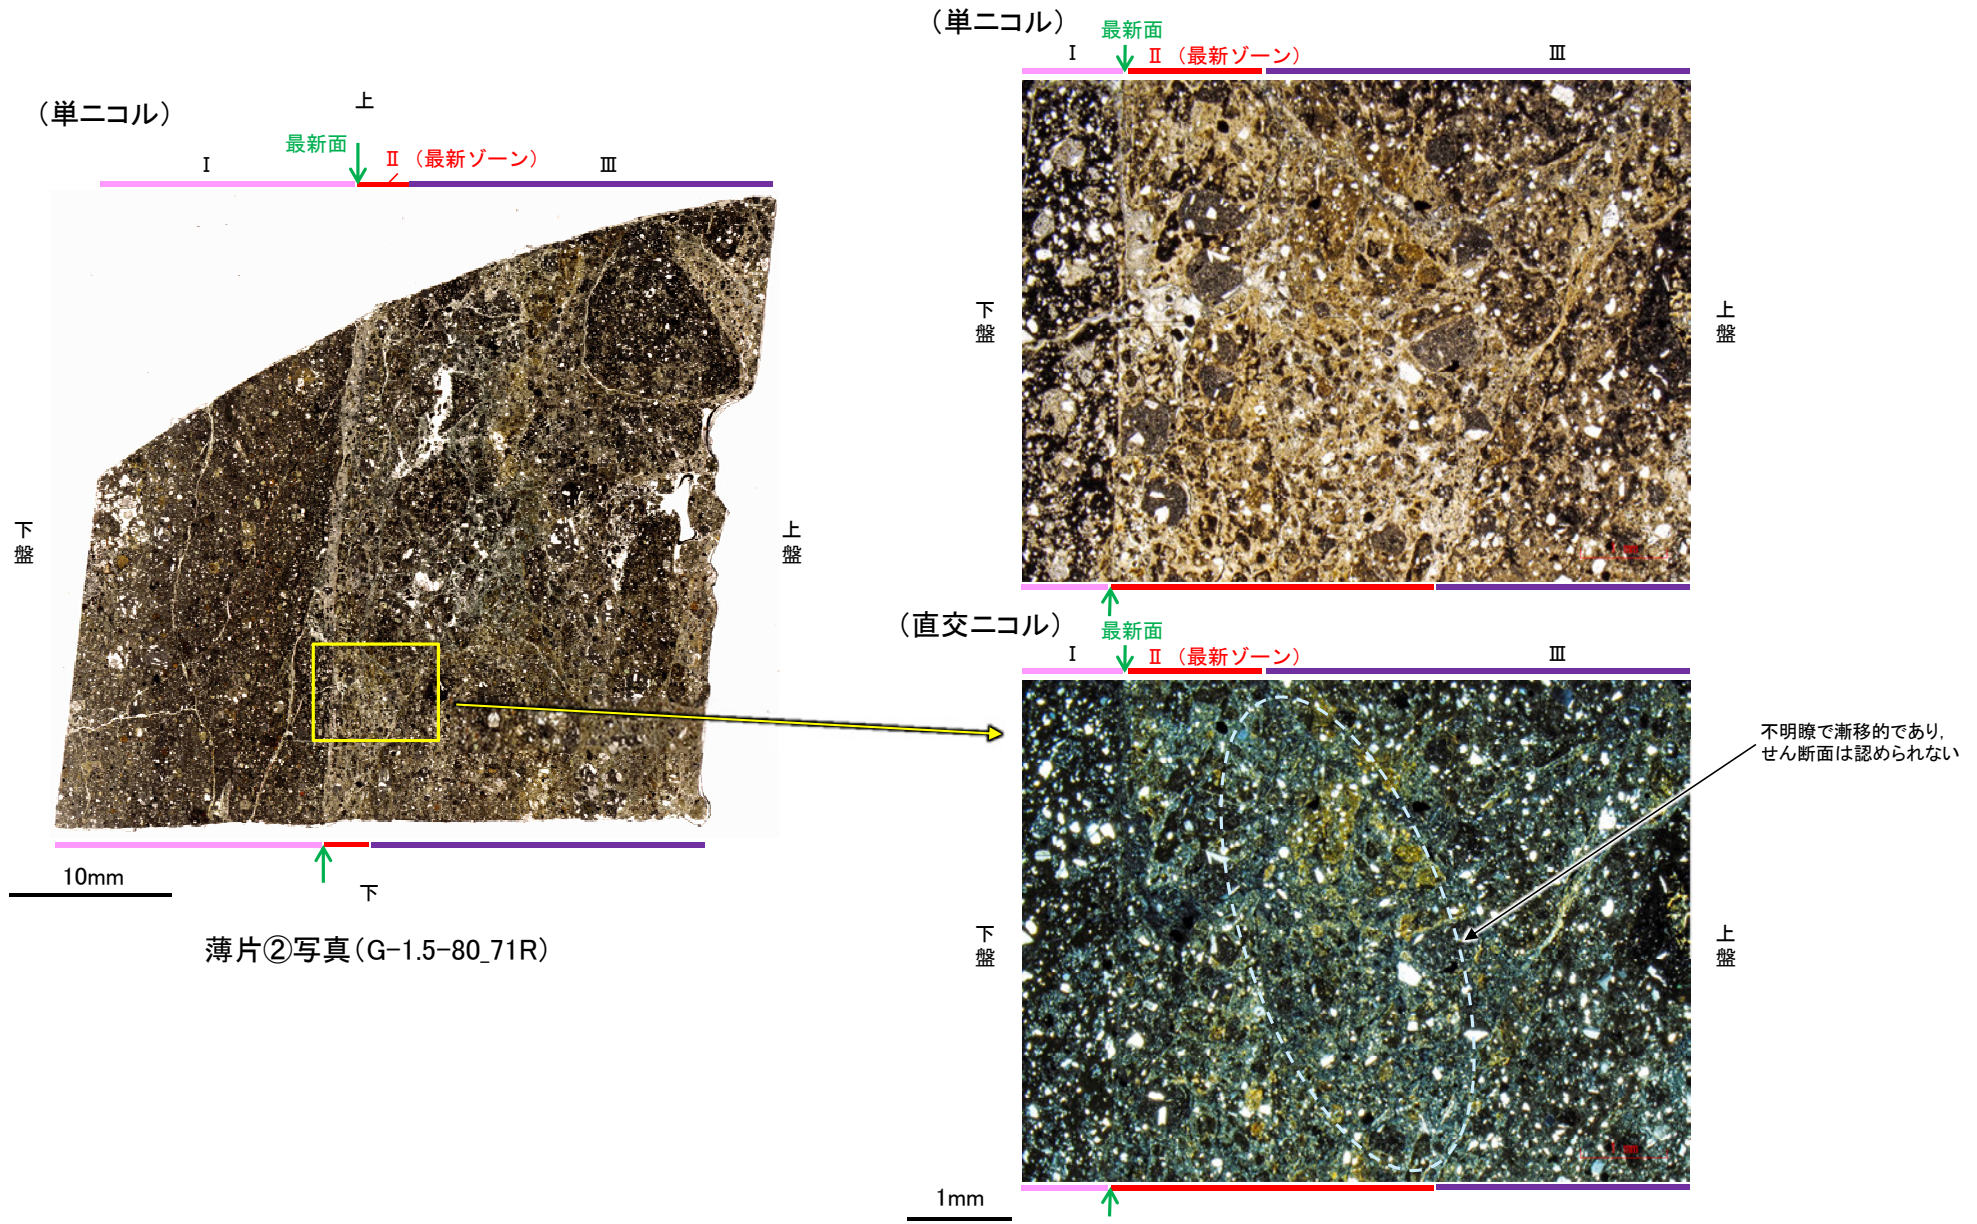 (単ニコル)
上
最新面
Ⅰ
Ⅱ (最新ゾーン)
Ⅲ
下盤
上盤
10mm
下
薄片②写真(G-1.5-80_71R)
(単ニコル)
最新面
Ⅰ
Ⅱ (最新ゾーン)
Ⅲ
下盤
上盤
1 mm
(直交ニコル)
最新面
Ⅰ
Ⅱ (最新ゾーン)
Ⅲ
不明瞭で漸移的であり,
せん断面は認められない
下盤
上盤
1 mm
1mm